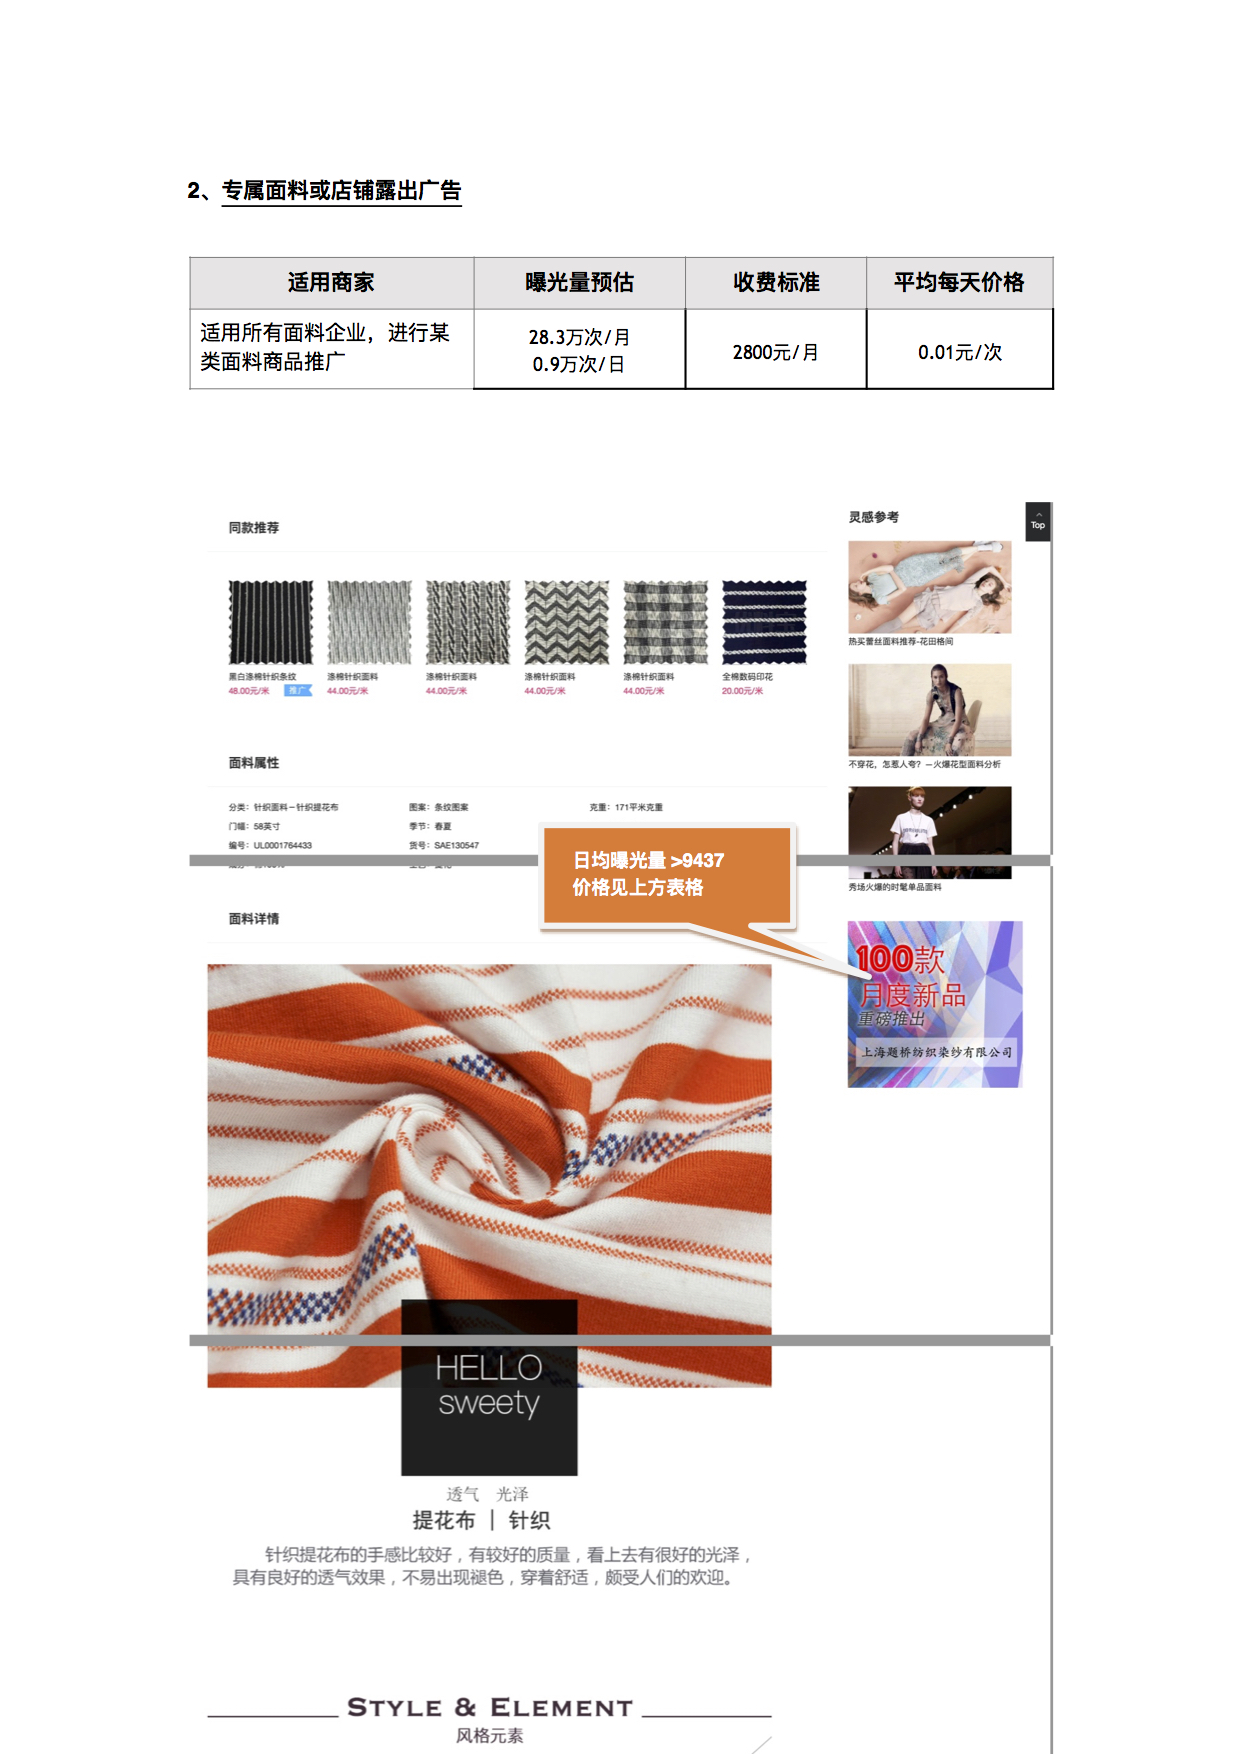 2、专属面料或店铺露出广告
适用商家 曝光量预估 收费标准 平均每天价格
适用所有面料企业，进行某
类面料商品推广
28.3万次/月
0.9万次/日
2800元/月
0.01元/次
同款推荐
黑白涤棉针织条纹
48.00元/米 推广
涤棉针织面料
44.00元/米
涤棉针织面料
44.00元/米
涤棉针织面料
44.00元/米
涤棉针织面料
44.00元/米
全棉数码印花
20.00元/米
灵感参考
Top
热买蕾丝面料推荐-花田格间
不穿花，怎惹人夸？—火爆花型面料分析
秀场火爆的时髦单品面料
面料属性
分类：针织面料－针织提花布 图案：条纹图案 克重：171平米克重
门幅：58英寸 季节：春夏
编号：UL0001764433 货号：SAE130547
日均曝光量 >9437
价格见上方表格
面料详情
100款
月度新品
重磅推出
上海题桥纺织染纱有限公司
HELLO
sweety
透气 光泽
提花布 | 针织
针织提花布的手感比较好，有较好的质量，看上去有很好的光泽，
具有良好的透气效果，不易出现褪色，穿着舒适，颇受人们的欢迎。
STYLE & ELEMENT
风格元素